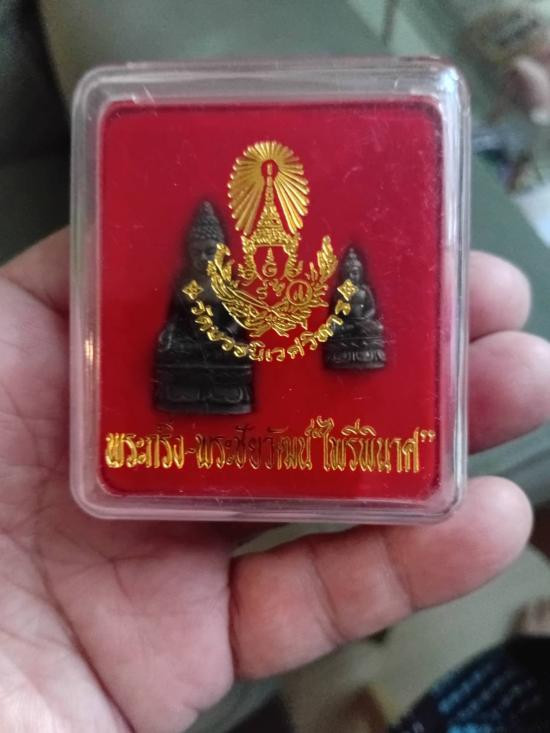 วัดบวรนิเวศวิหาร
พระกริ่ง-พระชัยวัฒน์"ไพรีพินาศ"